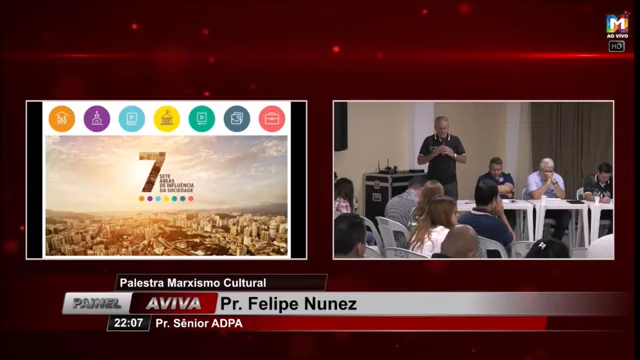 DM
AO VIVO
HD
7
SETE
ÁREAS
DE INFLUÊNCIA
DA SOCIEDADE
Palestra Marxismo Cultural
PAINEL AVIVA Pr. Felipe Nunez
22:07 Pr. Sênior ADPA